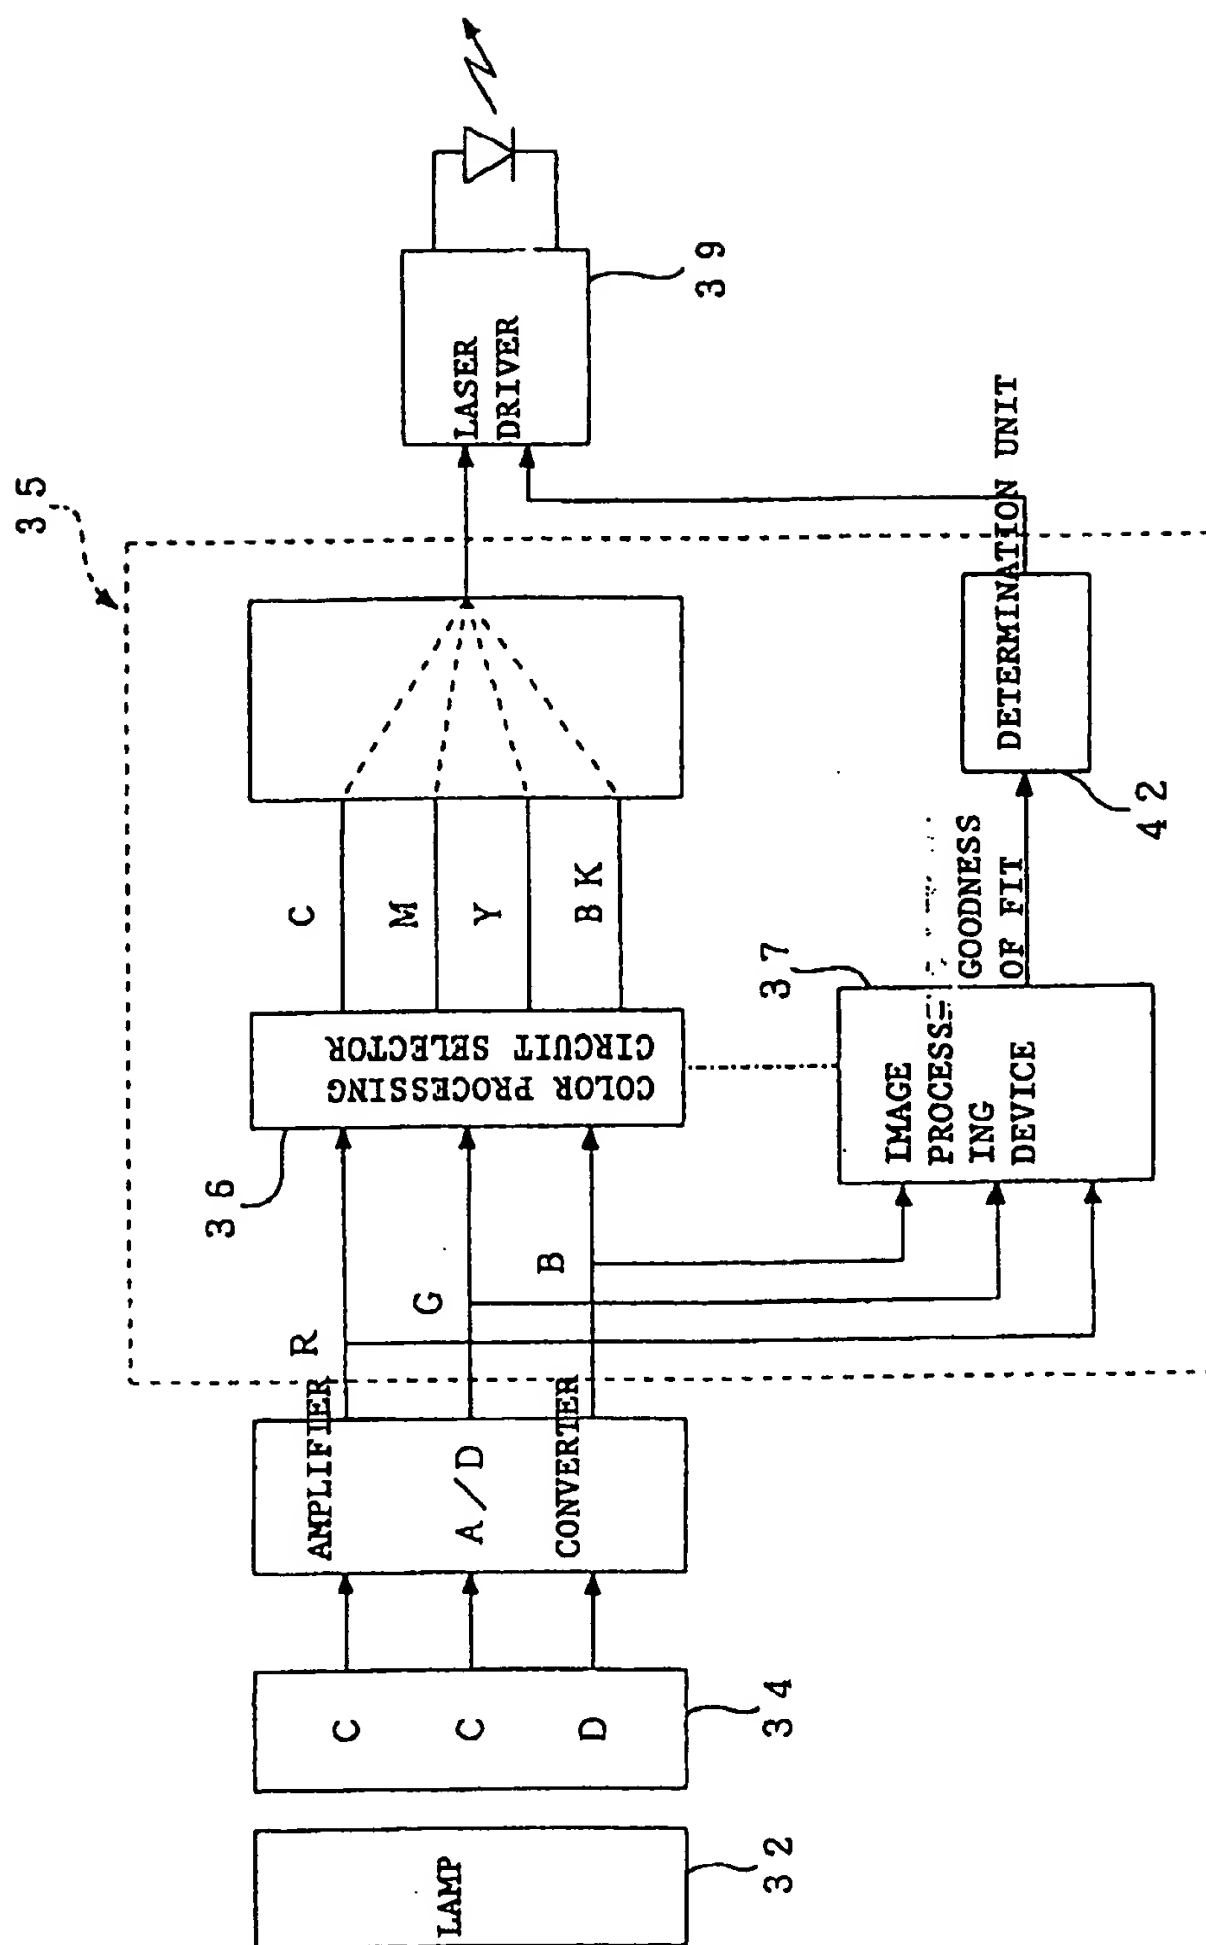 LAMP
32
C
C
D
34
AMPLIFIER
A/D
CONVERTER
R
G
B
35
36
COLOR PROCESSING
CIRCUIT SELECTOR
C
M
Y
BK
IMAGE
PROCESS-
ING
DEVICE
37
GOODNESS
OF FIT
DETERMINATION UNIT
42
LASER
DRIVER
39